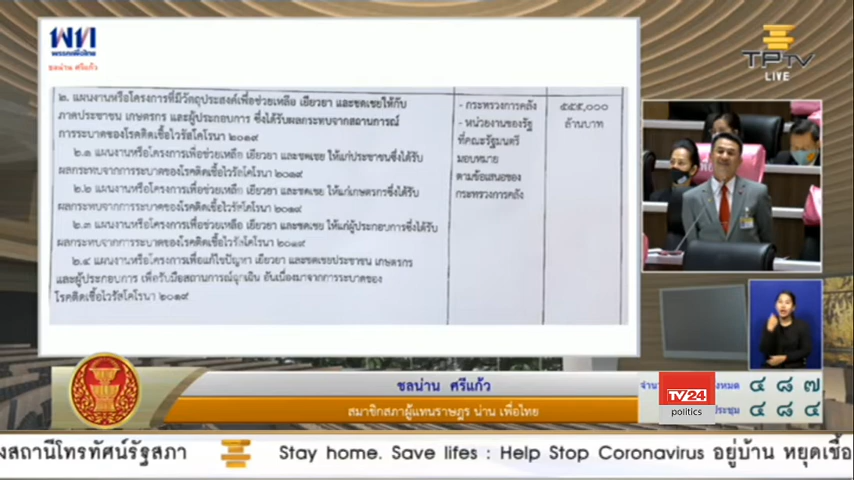 พท
พรรคเพื่อไทย
ชลน่าน ศรีแก้ว
TPTV
LIVE
๒. แผนงานหรือโครงการที่มีวัตถุประสงค์เพื่อช่วยเหลือ เยียวยา และชดเชยให้กับ
ภาคประชาชน เกษตรกร และผู้ประกอบการ ซึ่งได้รับผลกระทบจากสถานการณ์
การระบาดของโรคติดเชื้อไวรัสโคโรนา ๒๐๑๙
๒.๑ แผนงานหรือโครงการเพื่อช่วยเหลือ เยียวยา และชดเชย ให้แก่ประชาชนซึ่งได้รับ
ผลกระทบจากการระบาดของโรคติดเชื้อไวรัสโคโรนา ๒๐๑๙
๒.๒ แผนงานหรือโครงการเพื่อช่วยเหลือ เยียวยา และชดเชย ให้แก่เกษตรกรซึ่งได้รับ
ผลกระทบจากการระบาดของโรคติดเชื้อไวรัสโคโรนา ๒๐๑๙
๒.๓ แผนงานหรือโครงการเพื่อช่วยเหลือ เยียวยา และชดเชย ให้แก่ผู้ประกอบการซึ่งได้รับ
ผลกระทบจากการระบาดของโรคติดเชื้อไวรัสโคโรนา ๒๐๑๙
๒.๔ แผนงานหรือโครงการเพื่อแก้ไขปัญหา เยียวยา และชดเชยประชาชน เกษตรกร
และผู้ประกอบการ เพื่อรับมือสถานการณ์ฉุกเฉิน อันเนื่องมาจากการระบาดของ
โรคติดเชื้อไวรัสโคโรนา ๒๐๑๙
- กระทรวงการคลัง
- หน่วยงานของรัฐ
ที่คณะรัฐมนตรี
มอบหมาย
ตามข้อเสนอของ
กระทรวงการคลัง
๕๕๕,๐๐๐
ล้านบาท
ชลน่าน ศรีแก้ว
สมาชิกสภาผู้แทนราษฎร น่าน เพื่อไทย
จำน
งหมด
๔๘๗
TV24
politics
ประชุม
๔๘๔
งสถานีโทรทัศน์รัฐสภา
Stay home. Save lifes : Help Stop Coronavirus อยู่บ้าน หยุดเชื้อ